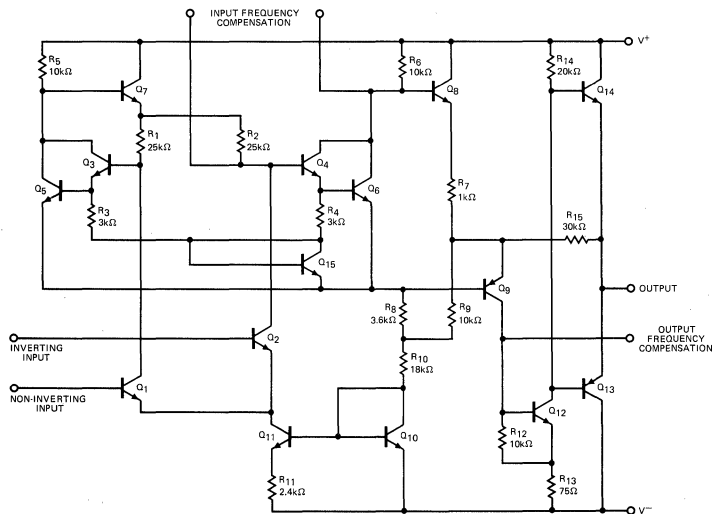 INPUT FREQUENCY
COMPENSATION
V+
R5
10kΩ
R6
10kΩ
R14
20kΩ
Q7
Q8
Q14
R1
25kΩ
R2
25kΩ
Q3
Q4
Q5
Q6
R7
1kΩ
R3
3kΩ
R4
3kΩ
R15
30kΩ
Q15
Q9
OUTPUT
R8
3.6kΩ
R9
10kΩ
OUTPUT
FREQUENCY
COMPENSATION
INVERTING
INPUT
Q2
R10
18kΩ
NON-INVERTING
INPUT
Q1
Q12
Q13
Q11
Q10
R12
10kΩ
R11
2.4kΩ
R13
75Ω
V−